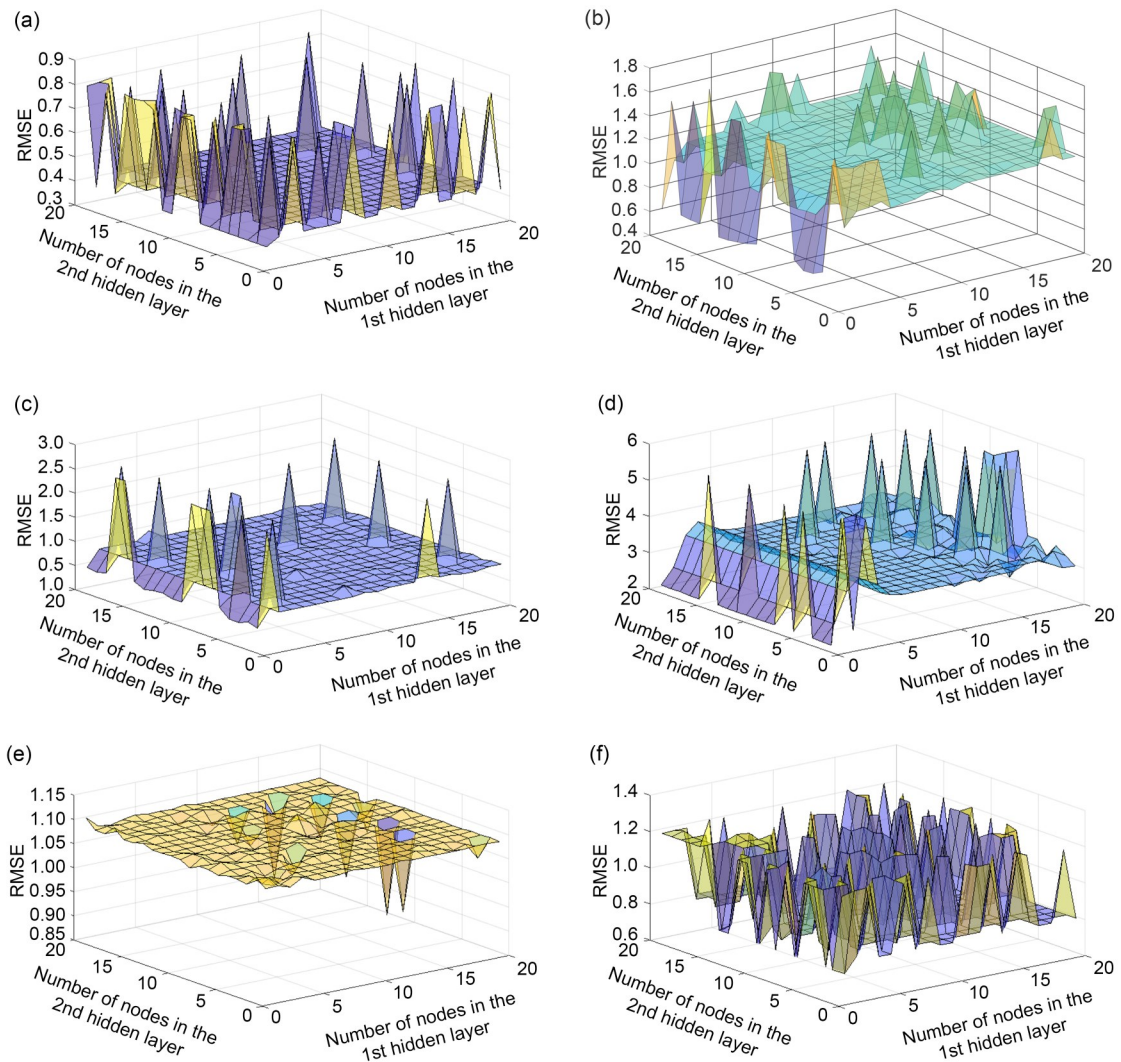 (a)
0.9
0.8
0.7
0.6
0.5
0.4
0.3
RMSE
20
15
10
5
0
Number of nodes in the
2nd hidden layer
0
5
10
15
20
Number of nodes in the
1st hidden layer
(b)
1.8
1.6
1.4
1.2
1.0
0.8
0.6
0.4
RMSE
20
15
10
5
0
Number of nodes in the
2nd hidden layer
0
5
10
15
20
Number of nodes in the
1st hidden layer
(c)
3.0
2.5
2.0
1.5
1.0
0.5
1.0
RMSE
20
15
10
5
0
Number of nodes in the
2nd hidden layer
0
5
10
15
20
Number of nodes in the
1st hidden layer
(d)
6
5
4
3
2
RMSE
20
15
10
5
0
Number of nodes in the
2nd hidden layer
0
5
10
15
20
Number of nodes in the
1st hidden layer
(e)
1.15
1.10
1.05
1.00
0.95
0.90
0.85
RMSE
20
15
10
5
0
Number of nodes in the
2nd hidden layer
0
5
10
15
20
Number of nodes in the
1st hidden layer
(f)
1.4
1.2
1.0
0.8
0.6
RMSE
20
15
10
5
0
Number of nodes in the
2nd hidden layer
0
5
10
15
20
Number of nodes in the
1st hidden layer